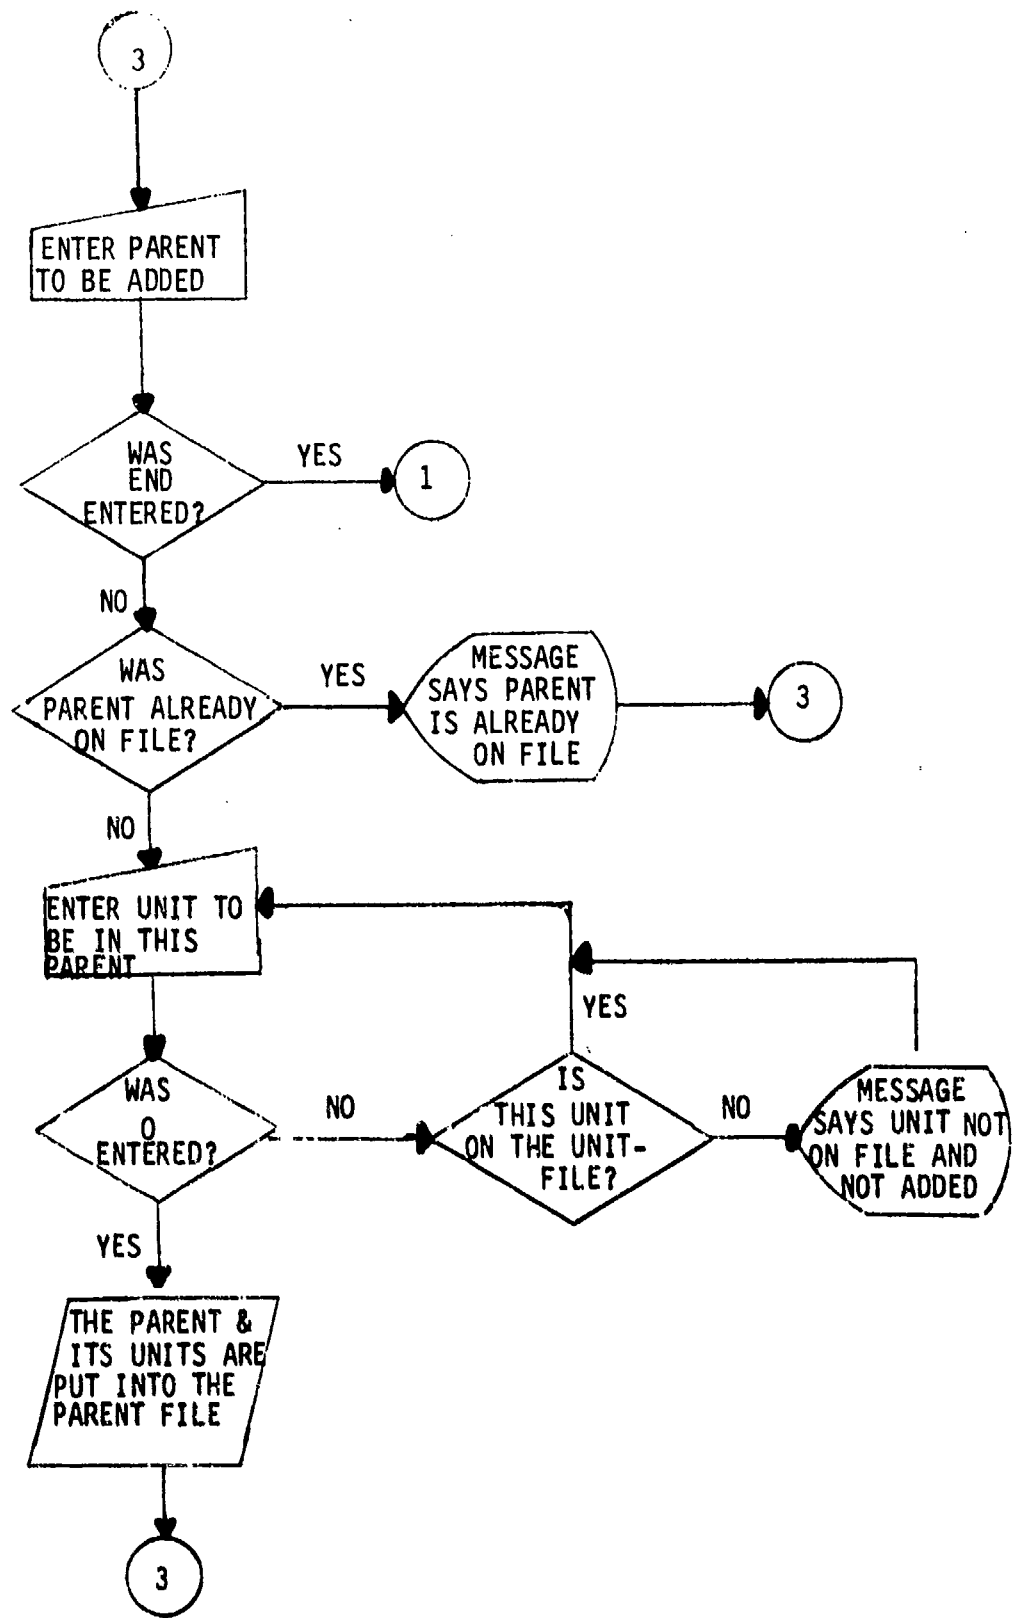 3
ENTER PARENT
TO BE ADDED
WAS
END
ENTERED?
YES
1
NO
WAS
PARENT ALREADY
ON FILE?
YES
MESSAGE
SAYS PARENT
IS ALREADY
ON FILE
3
NO
ENTER UNIT TO
BE IN THIS
PARENT
YES
WAS
0
ENTERED?
NO
IS
THIS UNIT
ON THE UNIT-
FILE?
NO
MESSAGE
SAYS UNIT NOT
ON FILE AND
NOT ADDED
YES
THE PARENT &
ITS UNITS ARE
PUT INTO THE
PARENT FILE
3